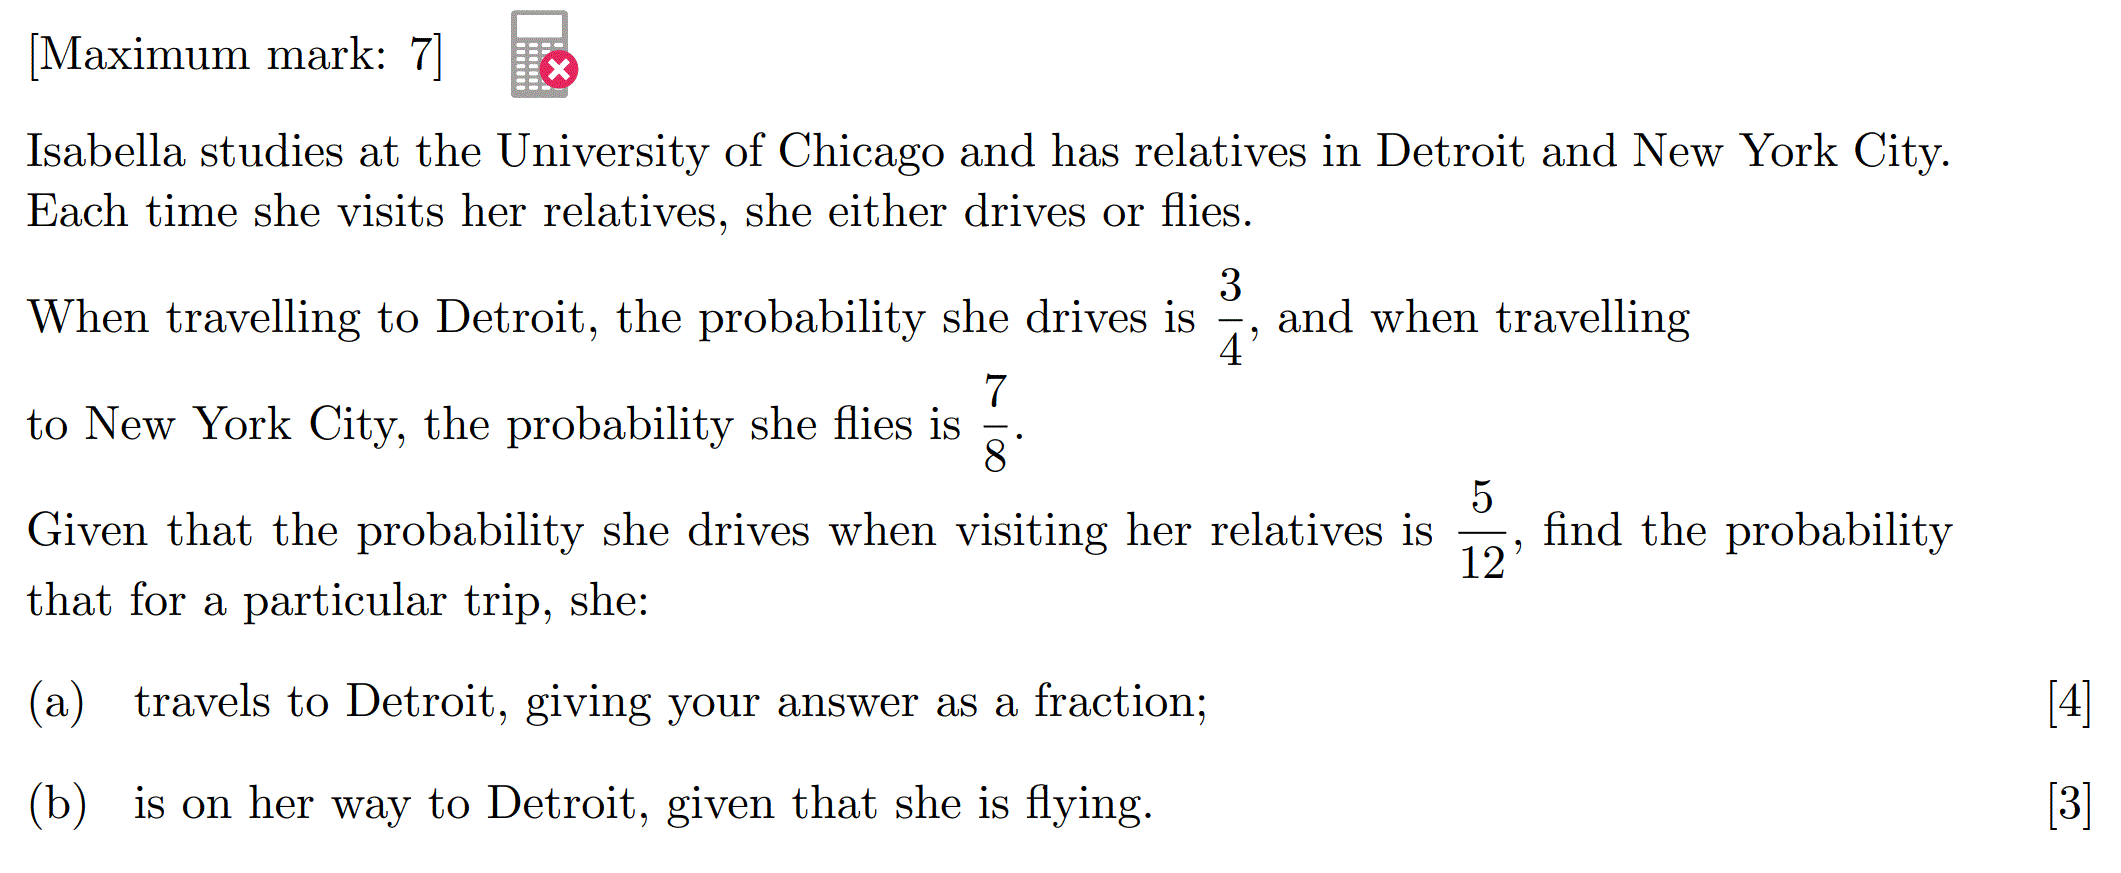 [Maximum mark: 7]
Isabella studies at the University of Chicago and has relatives in Detroit and New York City.
Each time she visits her relatives, she either drives or flies.
When travelling to Detroit, the probability she drives is 3/4, and when travelling
to New York City, the probability she flies is 7/8.
Given that the probability she drives when visiting her relatives is 5/12, find the probability
that for a particular trip, she:
(a) travels to Detroit, giving your answer as a fraction; [4]
(b) is on her way to Detroit, given that she is flying. [3]